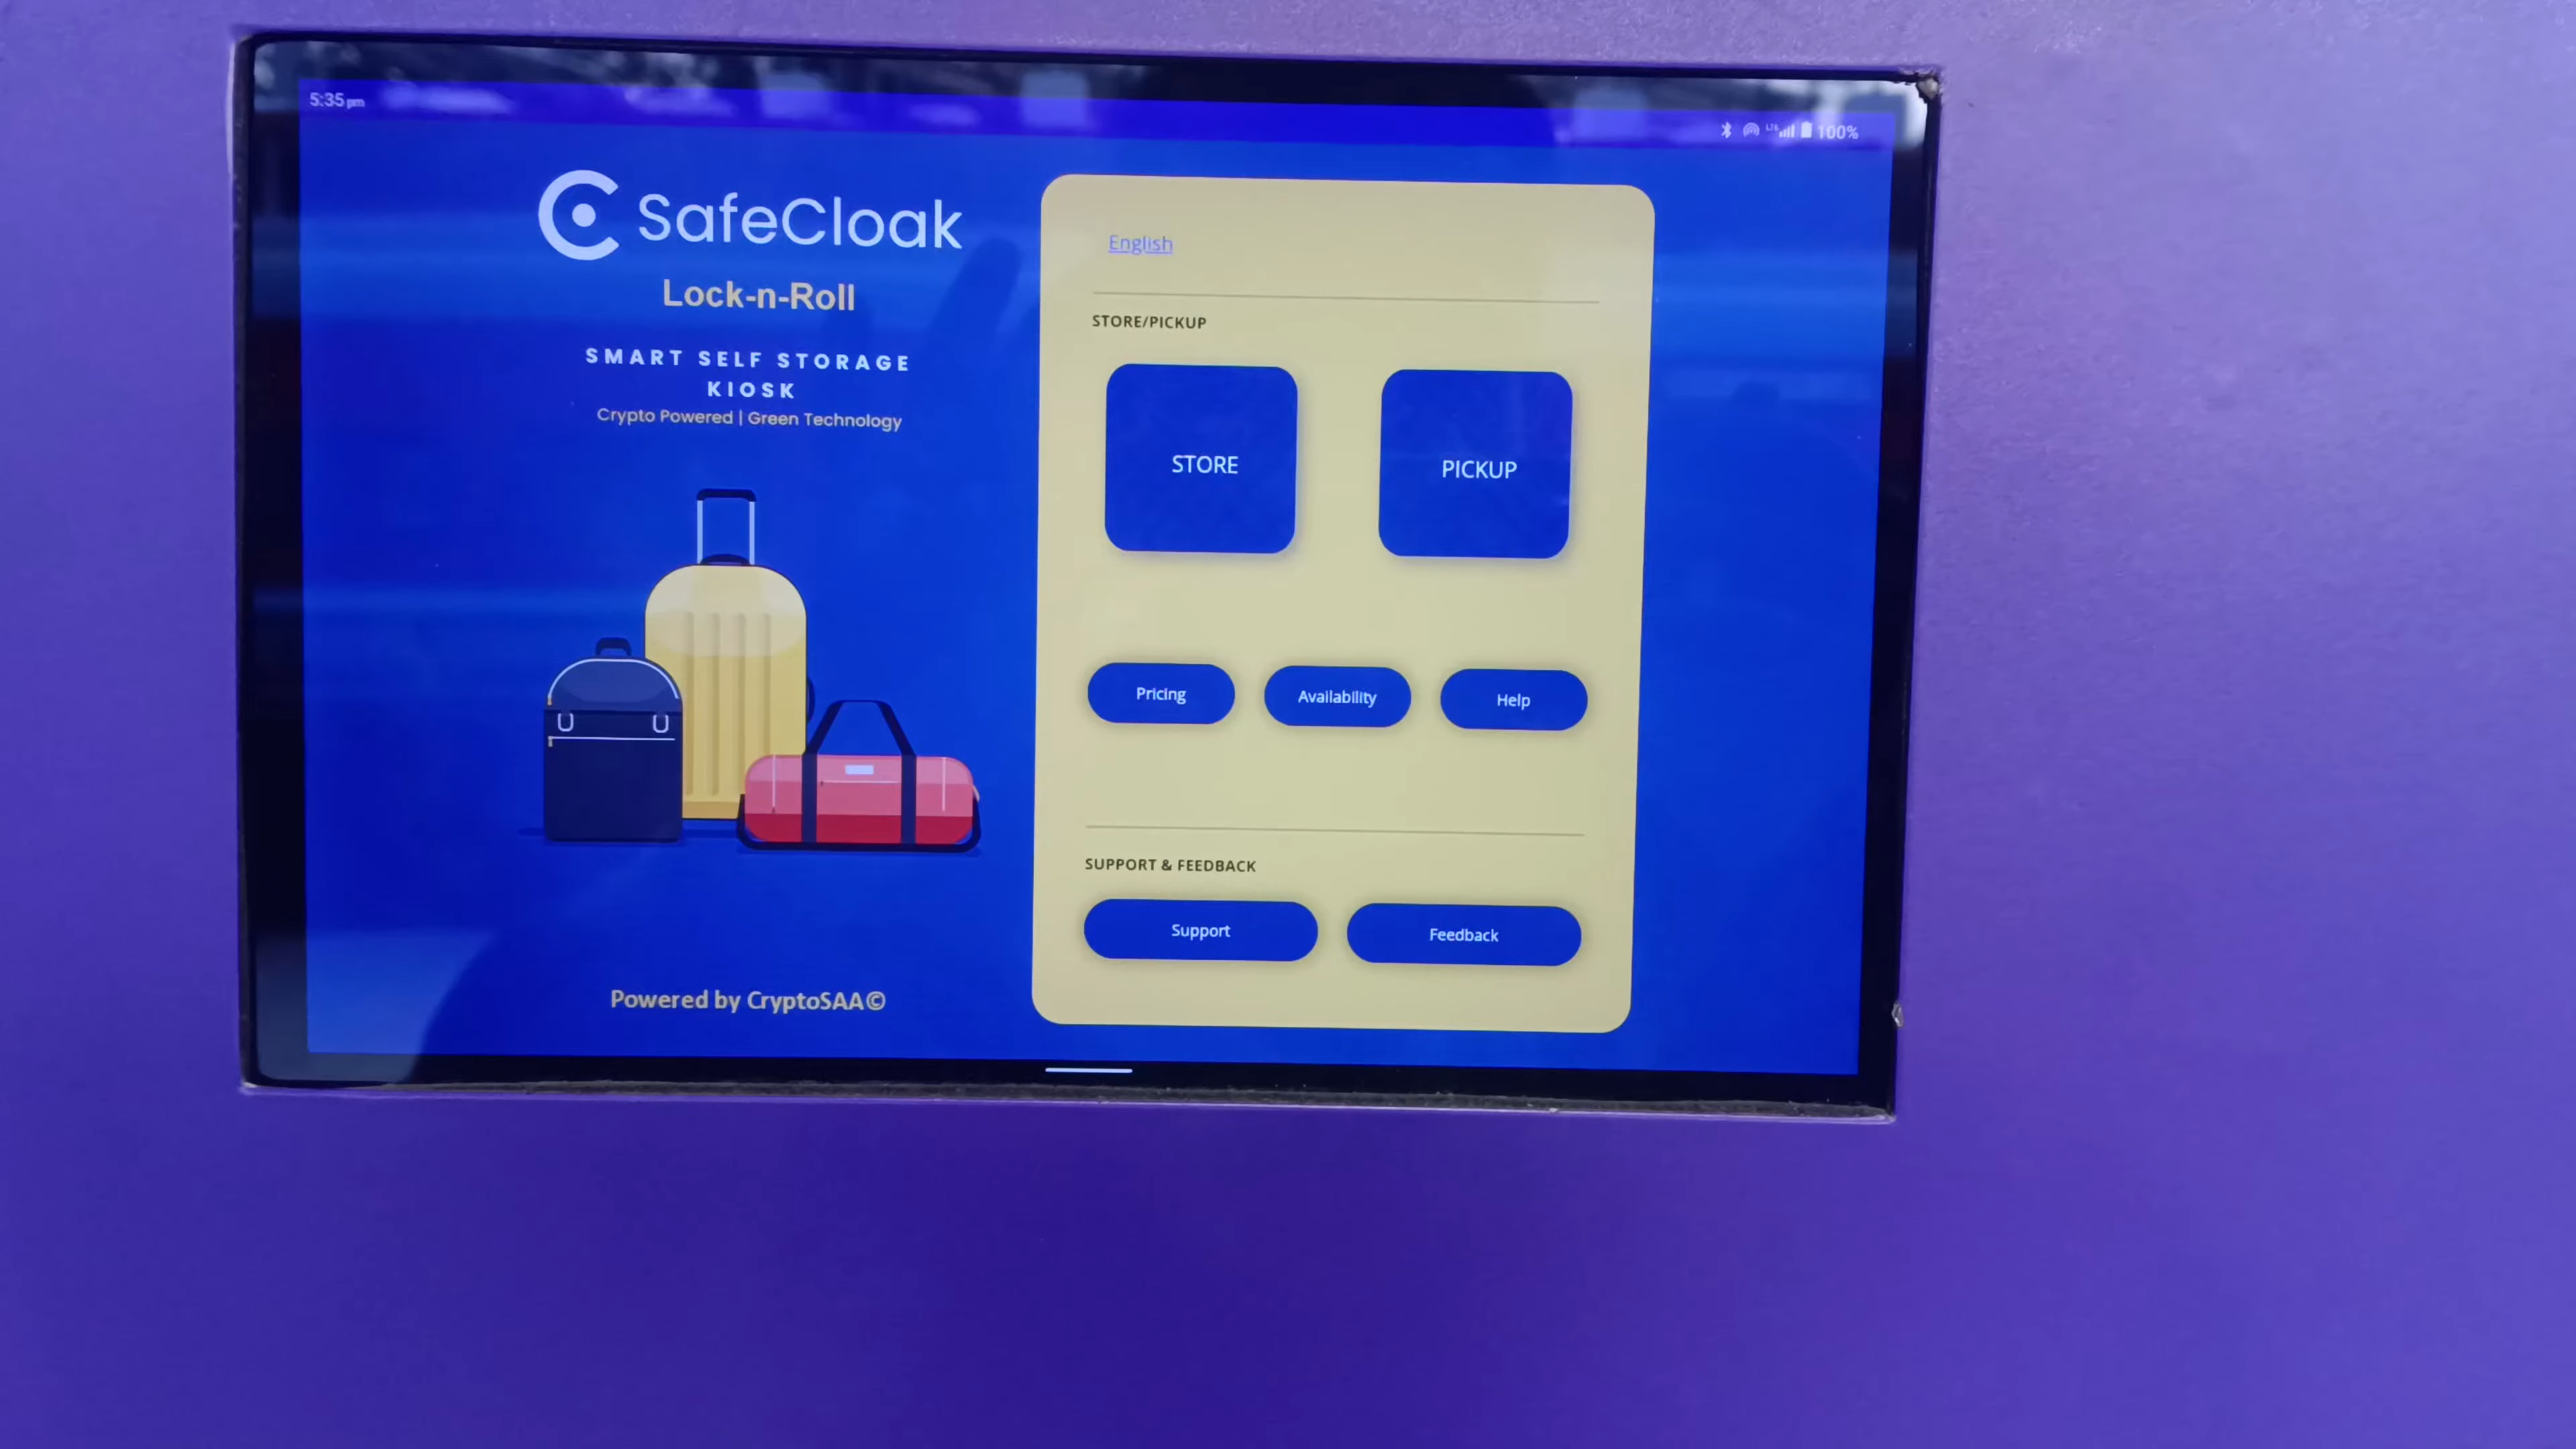 5:35 pm
LTE 100%
SafeCloak
Lock-n-Roll
SMART SELF STORAGE
KIOSK
Crypto Powered | Green Technology
Powered by CryptoSAA©
English
STORE/PICKUP
STORE PICKUP
Pricing Availability Help
SUPPORT & FEEDBACK
Support Feedback